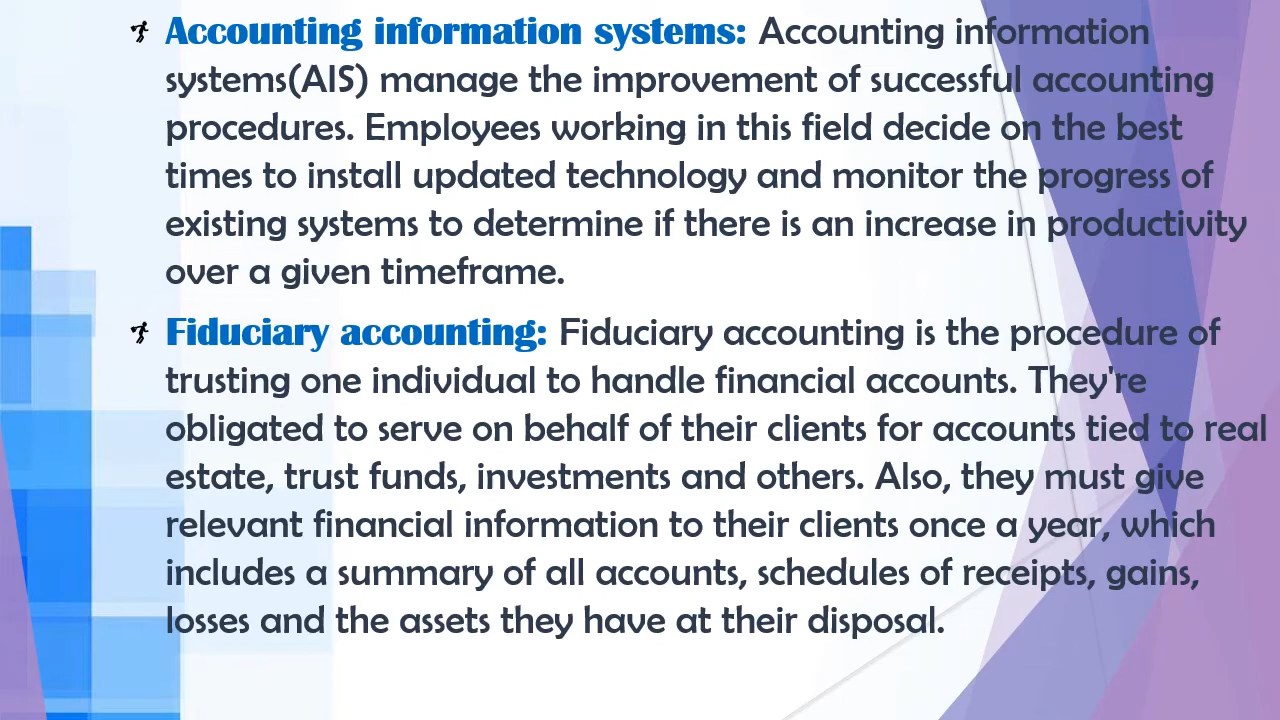 Accounting information systems: Accounting information
systems(AIS) manage the improvement of successful accounting
procedures. Employees working in this field decide on the best
times to install updated technology and monitor the progress of
existing systems to determine if there is an increase in productivity
over a given timeframe.
Fiduciary accounting: Fiduciary accounting is the procedure of
trusting one individual to handle financial accounts. They're
obligated to serve on behalf of their clients for accounts tied to real
estate, trust funds, investments and others. Also, they must give
relevant financial information to their clients once a year, which
includes a summary of all accounts, schedules of receipts, gains,
losses and the assets they have at their disposal.